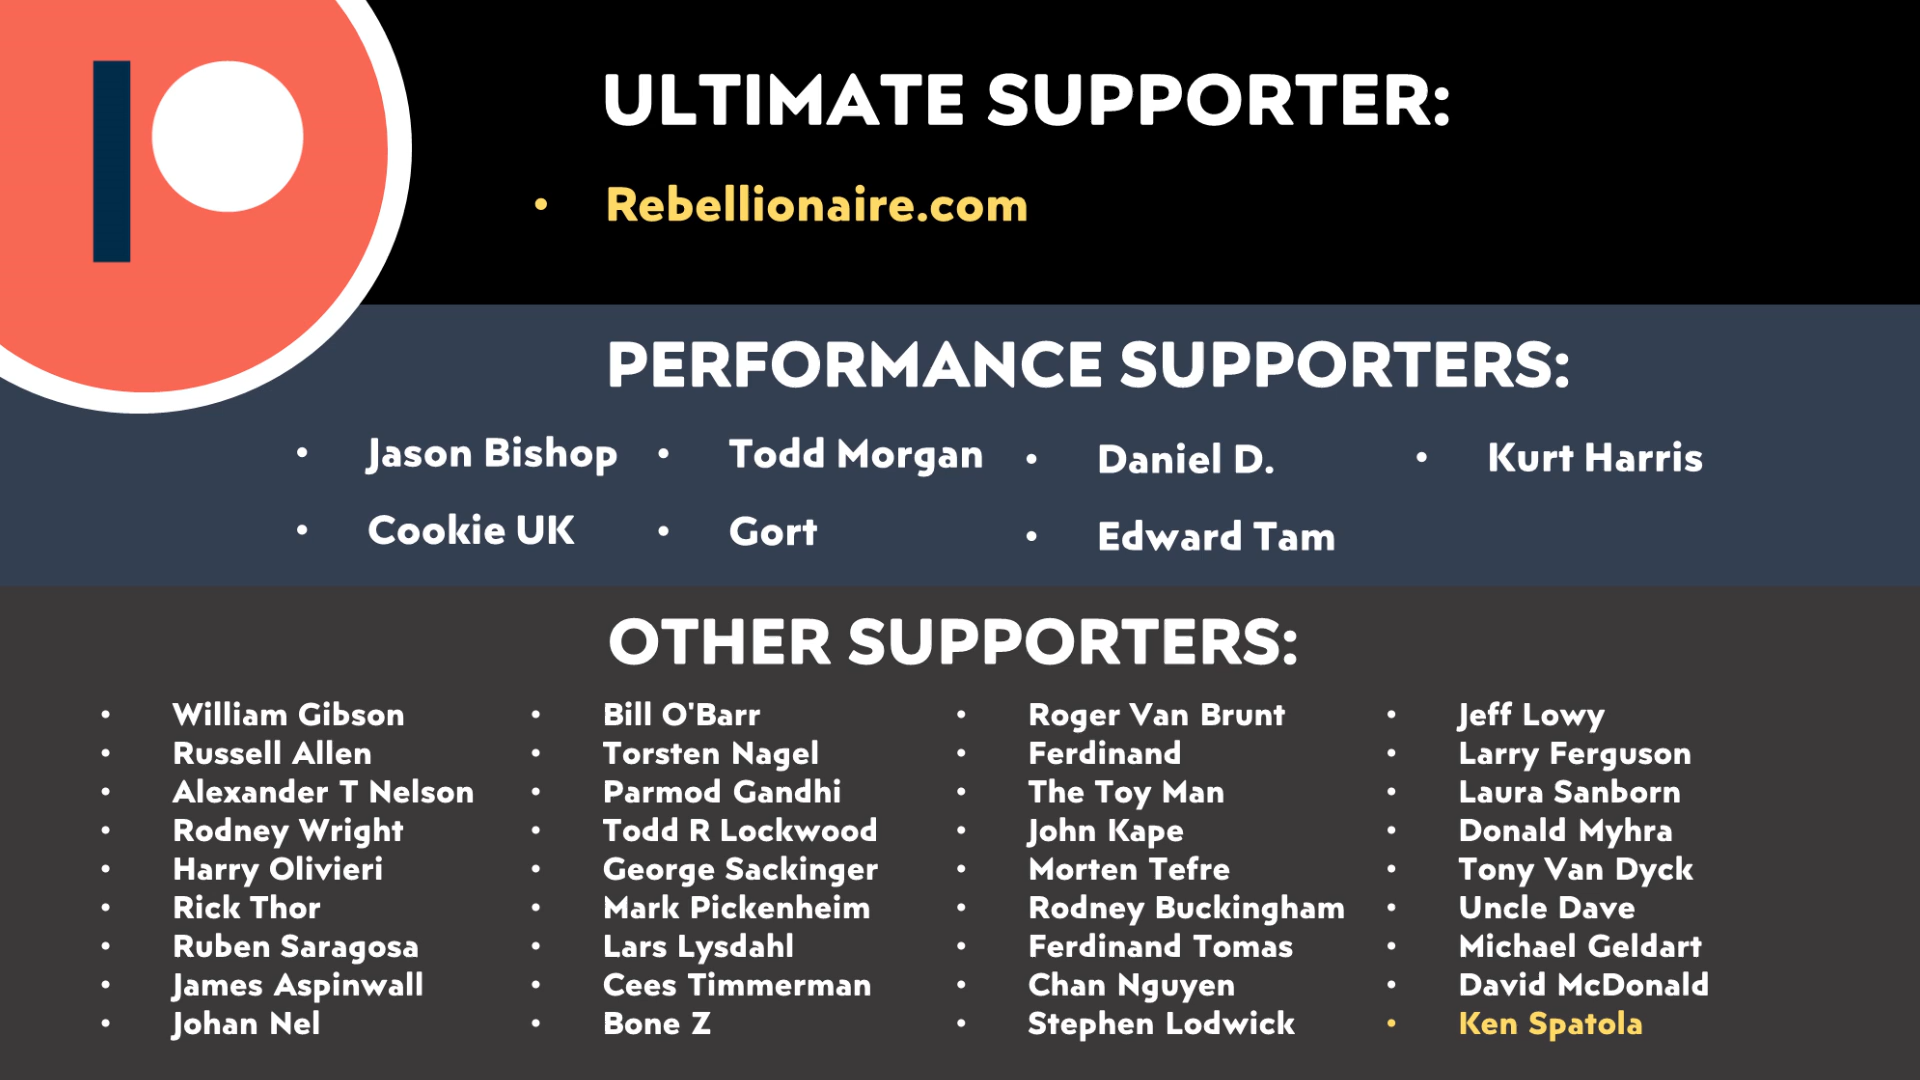 ULTIMATE SUPPORTER:
• Rebellionaire.com
PERFORMANCE SUPPORTERS:
• Jason Bishop
• Cookie UK
• Todd Morgan
• Gort
• Daniel D.
• Edward Tam
• Kurt Harris
OTHER SUPPORTERS:
• William Gibson
• Russell Allen
• Alexander T Nelson
• Rodney Wright
• Harry Olivieri
• Rick Thor
• Ruben Saragosa
• James Aspinwall
• Johan Nel
• Bill O'Barr
• Torsten Nagel
• Parmod Gandhi
• Todd R Lockwood
• George Sackinger
• Mark Pickenheim
• Lars Lysdahl
• Cees Timmerman
• Bone Z
• Roger Van Brunt
• Ferdinand
• The Toy Man
• John Kape
• Morten Tefre
• Rodney Buckingham
• Ferdinand Tomas
• Chan Nguyen
• Stephen Lodwick
• Jeff Lowy
• Larry Ferguson
• Laura Sanborn
• Donald Myhra
• Tony Van Dyck
• Uncle Dave
• Michael Geldart
• David McDonald
• Ken Spatola